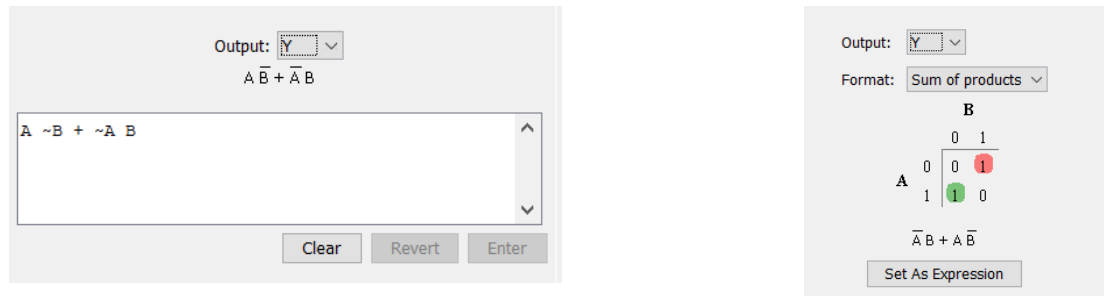 Output: Y
A B̅ + A̅ B
A ~B + ~A B
Clear Revert Enter
Output: Y
Format: Sum of products
B
0 1
0 0 1
A
1 1 0
A̅ B + A B̅
Set As Expression